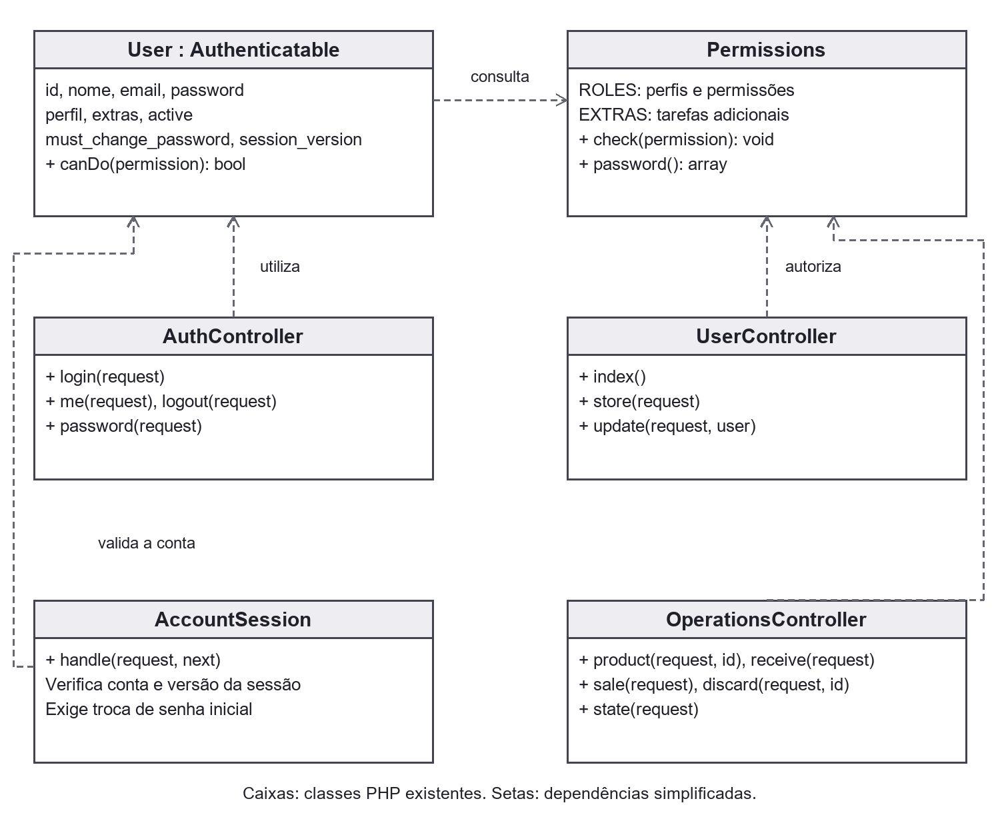 User : Authenticatable
id, nome, email, password
perfil, extras, active
must_change_password, session_version
+ canDo(permission): bool
consulta
Permissions
ROLES: perfis e permissões
EXTRAS: tarefas adicionais
+ check(permission): void
+ password(): array
utiliza
autoriza
AuthController
+ login(request)
+ me(request), logout(request)
+ password(request)
UserController
+ index()
+ store(request)
+ update(request, user)
valida a conta
AccountSession
+ handle(request, next)
Verifica conta e versão da sessão
Exige troca de senha inicial
OperationsController
+ product(request, id), receive(request)
+ sale(request), discard(request, id)
+ state(request)
Caixas: classes PHP existentes. Setas: dependências simplificadas.